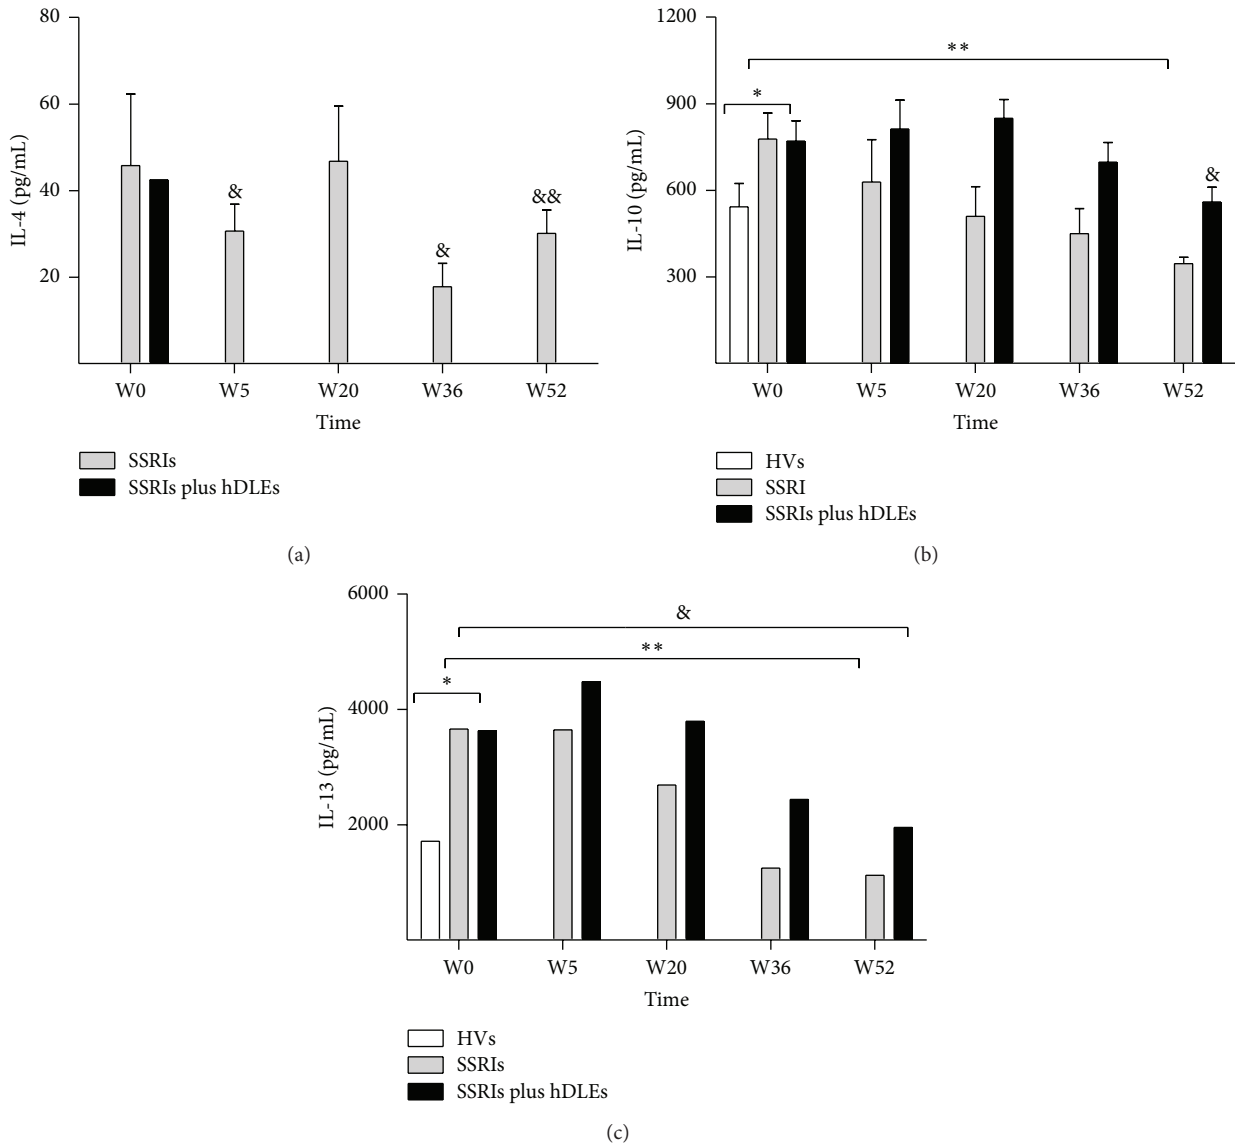 80
60
40
20
IL-4 (pg/mL)
&
&
&&
W0 W5 W20 W36 W52
Time
SSRIs
SSRIs plus hDLEs
(a)
1200
900
600
300
IL-10 (pg/mL)
**
*
&
W0 W5 W20 W36 W52
Time
HVs
SSRI
SSRIs plus hDLEs
(b)
6000
4000
2000
IL-13 (pg/mL)
&
**
*
W0 W5 W20 W36 W52
Time
HVs
SSRIs
SSRIs plus hDLEs
(c)